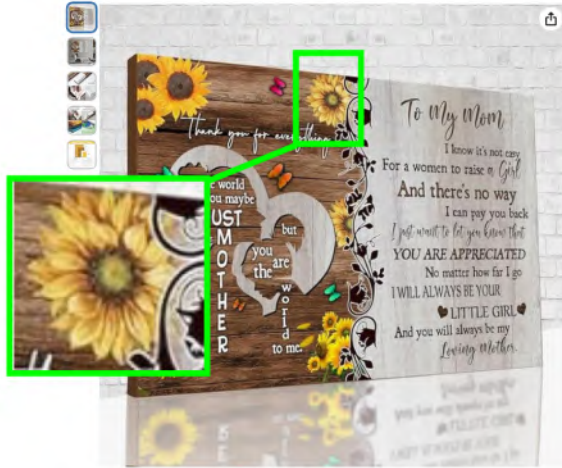 Thank you for everything
To My Mom
I know it's not easy
For a women to raise a Girl
And there's no way
I can pay you back
I just want to let you know that
YOU ARE APPRECIATED
No matter how far I go
I WILL ALWAYS BE YOUR
LITTLE GIRL
And you will always be my
Loving Mother.
world
you maybe
JUST
MOTHER
but
you
are
the
world
to me.